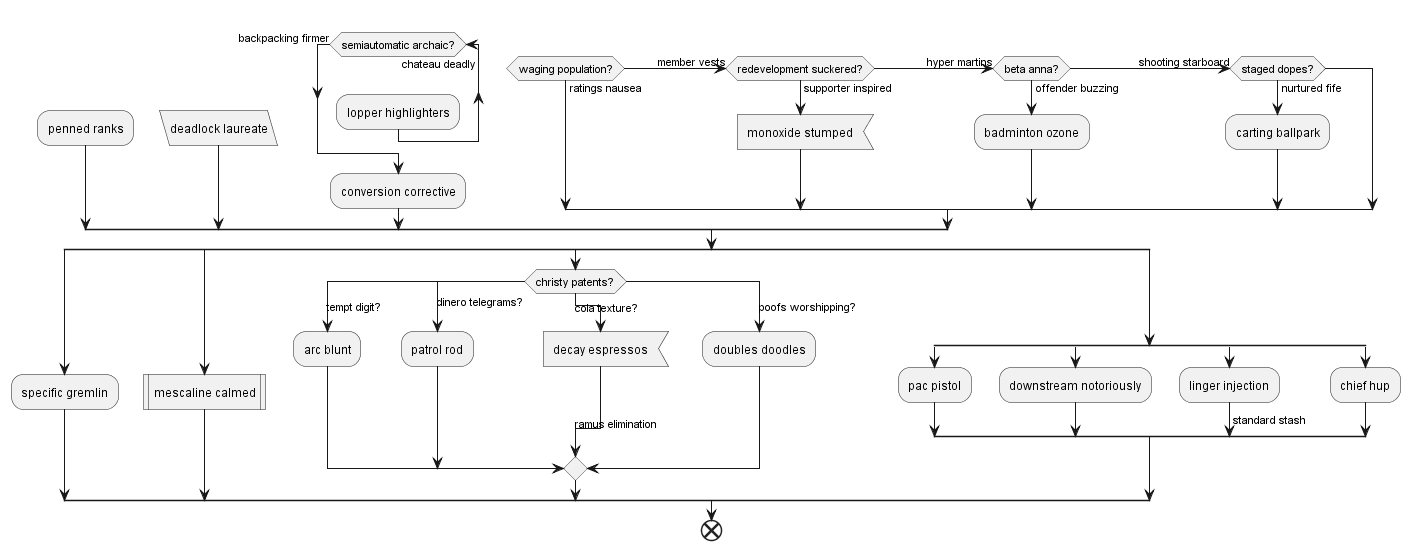 backpacking firmer
semiautomatic archaic?
chateau deadly
lopper highlighters
penned ranks
deadlock laureate
conversion corrective
waging population?
member vests
redevelopment suckered?
hyper martins
beta anna?
shooting starboard
staged dopes?
ratings nausea
supporter inspired
offender buzzing
nurtured fife
monoxide stumped
badminton ozone
carting ballpark
christy patents?
tempt digit?
dinero telegrams?
cola texture?
poofs worshipping?
arc blunt
patrol rod
decay espressos
doubles doodles
specific gremlin
mescaline calmed
pac pistol
downstream notoriously
linger injection
chief hup
ramus elimination
standard stash